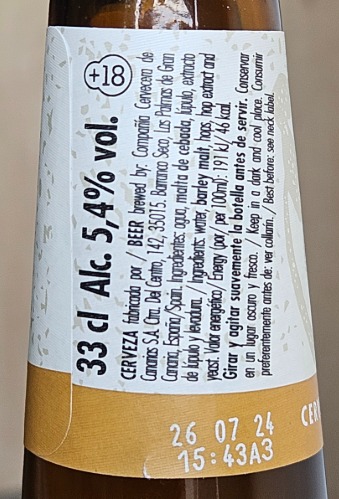 +18
33 cl Alc. 5,4% vol.
CERVEZA fabricada por / BEER brewed by: Compañía Cervecera de
Canarias S.A. Ctra. Del Centro, 142, 35015. Barranco Seco, Las Palmas de Gran
Canaria, España/Spain. Ingredientes: agua, malta de cebada, lúpulo, extracto
de lúpulo y levadura. / Ingredients: water, barley malt, hops, hop extract and
yeast. Valor energético/ Energy (por / per 100ml): 191 kJ / 46 kcal.
Girar y agitar suavemente la botella antes de servir. Conservar
en un lugar oscuro y fresco. / Keep in a dark and cool place. Consumir
preferentemente antes de: ver collarín. / Best before: see neck label.
26 07 24
15:43A3
CER